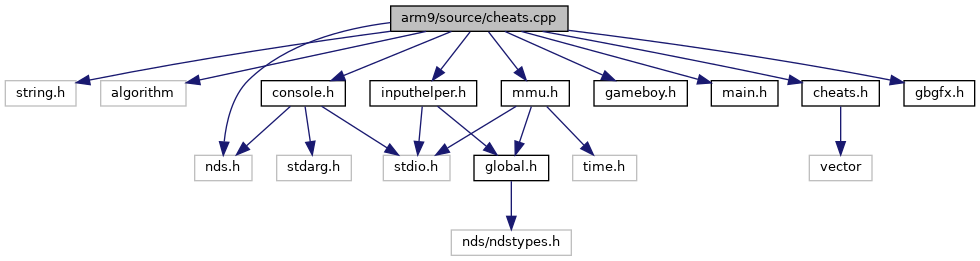 arm9/source/cheats.cpp
string.h
algorithm
console.h
inputhelper.h
mmu.h
gameboy.h
main.h
cheats.h
gbgfx.h
nds.h
stdarg.h
stdio.h
global.h
time.h
vector
nds/ndstypes.h